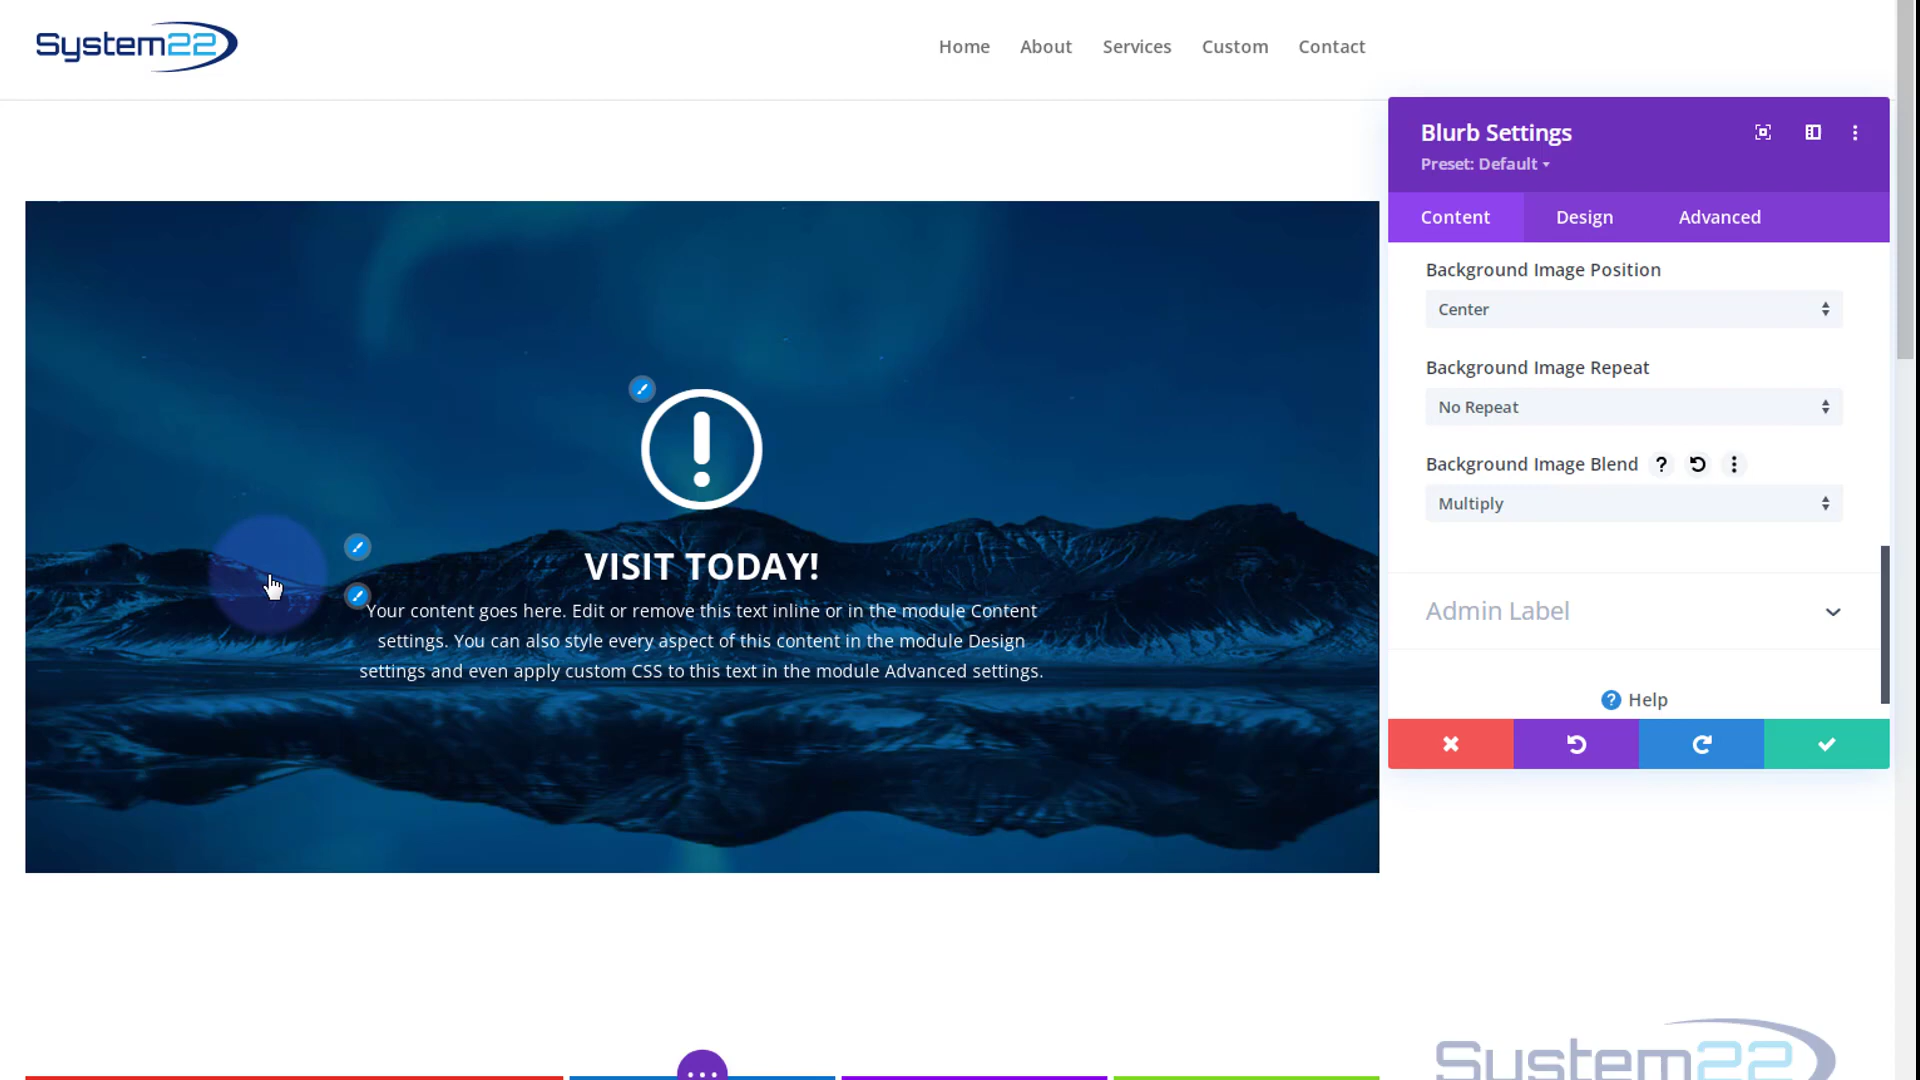 System22
Home About Services Custom Contact
Blurb Settings
Preset: Default
Content Design Advanced
Background Image Position
Center
Background Image Repeat
No Repeat
Background Image Blend ?
Multiply
Admin Label
? Help
VISIT TODAY!
Your content goes here. Edit or remove this text inline or in the module Content
settings. You can also style every aspect of this content in the module Design
settings and even apply custom CSS to this text in the module Advanced settings.
System22